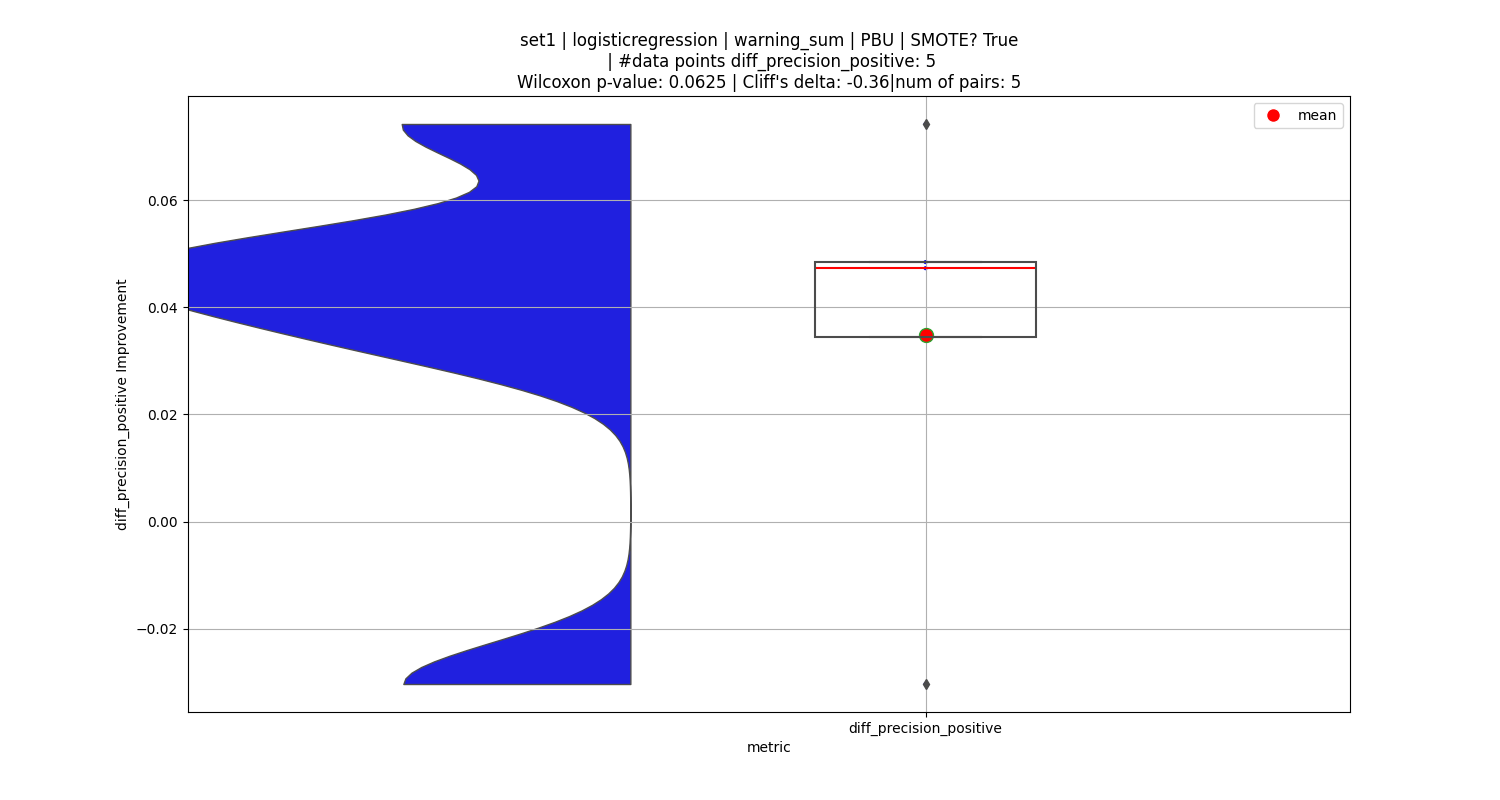 set1 | logisticregression | warning_sum | PBU | SMOTE? True
| #data points diff_precision_positive: 5
Wilcoxon p-value: 0.0625 | Cliff's delta: -0.36|num of pairs: 5
mean
diff_precision_positive Improvement
0.06
0.04
0.02
0.00
−0.02
diff_precision_positive
metric